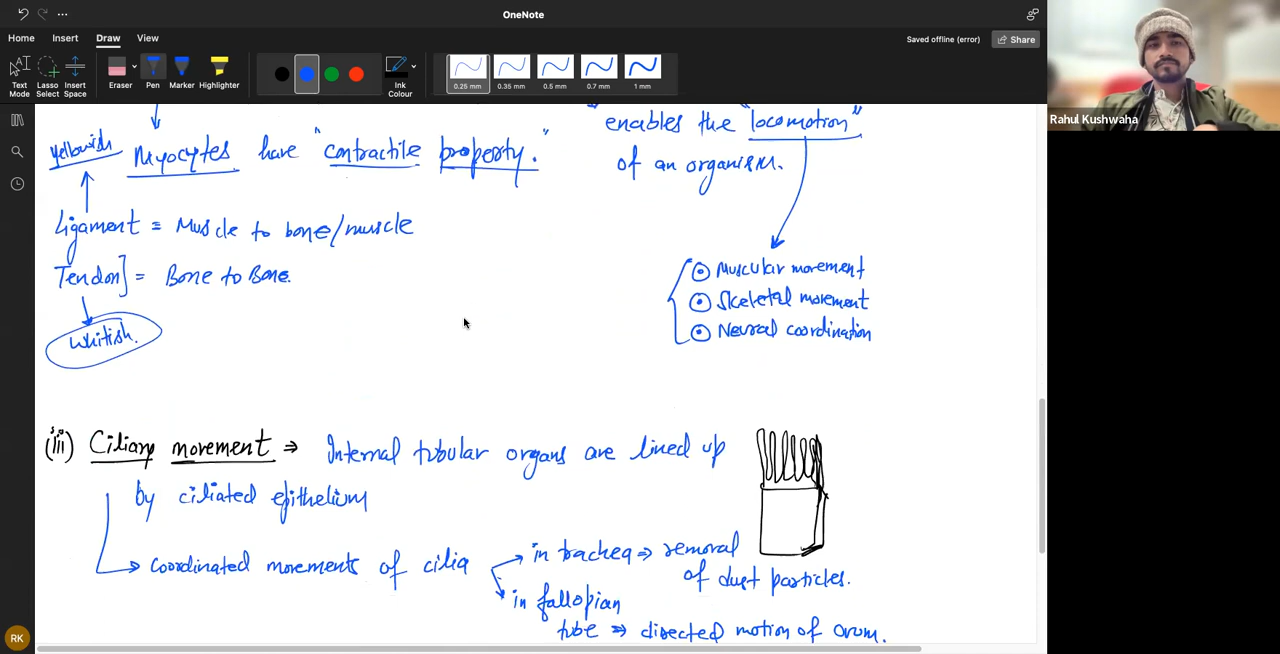 OneNote
Home Insert Draw View
Saved offline (error) Share
Text Mode Lasso Select Insert Space Eraser Pen Marker Highlighter Ink Colour 0.25 mm 0.35 mm 0.5 mm 0.7 mm 1 mm
Rahul Kushwaha
enables the "locomotion"
of an organism.
Yellowish
Myocytes have "contractile property."
Ligament = Muscle to bone/muscle
Tendon] = Bone to Bone.
Whitish.
Muscular movement
Skeletal movement
Neural coordination
(iii) Ciliary movement ⇒ Internal tubular organs are lined up
by ciliated epithelium
→ coordinated movements of cilia
in trachea ⇒ removal
of dust particles.
in fallopian
tube ⇒ directed motion of ovum.
RK